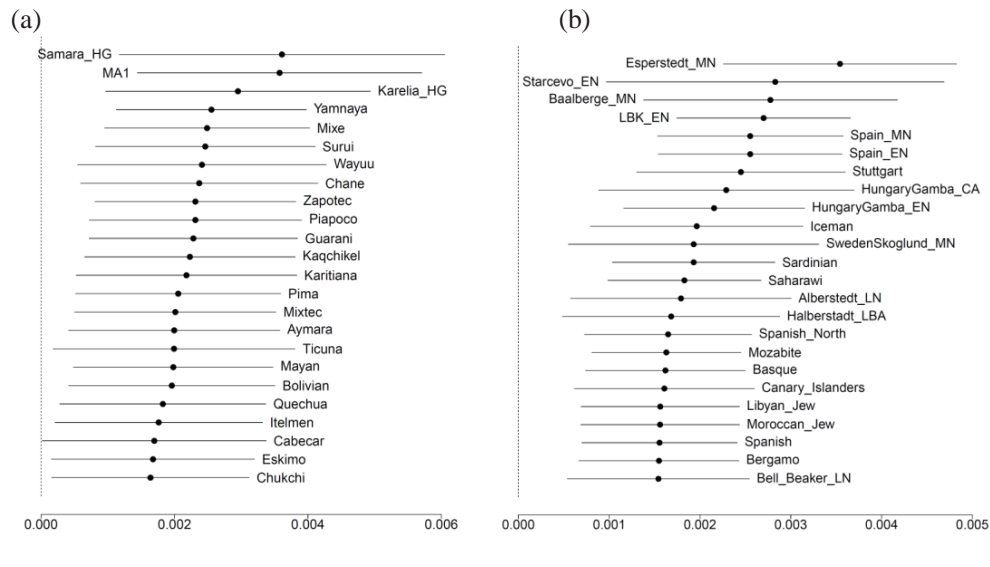 (a)
Samara_HG
MA1
Karelia_HG
Yamnaya
Mixe
Surui
Wayuu
Chane
Zapotec
Piapoco
Guarani
Kaqchikel
Karitiana
Pima
Mixtec
Aymara
Ticuna
Mayan
Bolivian
Quechua
Itelmen
Cabecar
Eskimo
Chukchi
0.000 0.002 0.004 0.006
(b)
Esperstedt_MN
Starcevo_EN
Baalberge_MN
LBK_EN
Spain_MN
Spain_EN
Stuttgart
HungaryGamba_CA
HungaryGamba_EN
Iceman
SwedenSkoglund_MN
Sardinian
Saharawi
Alberstedt_LN
Halberstadt_LBA
Spanish_North
Mozabite
Basque
Canary_Islanders
Libyan_Jew
Moroccan_Jew
Spanish
Bergamo
Bell_Beaker_LN
0.000 0.001 0.002 0.003 0.004 0.005